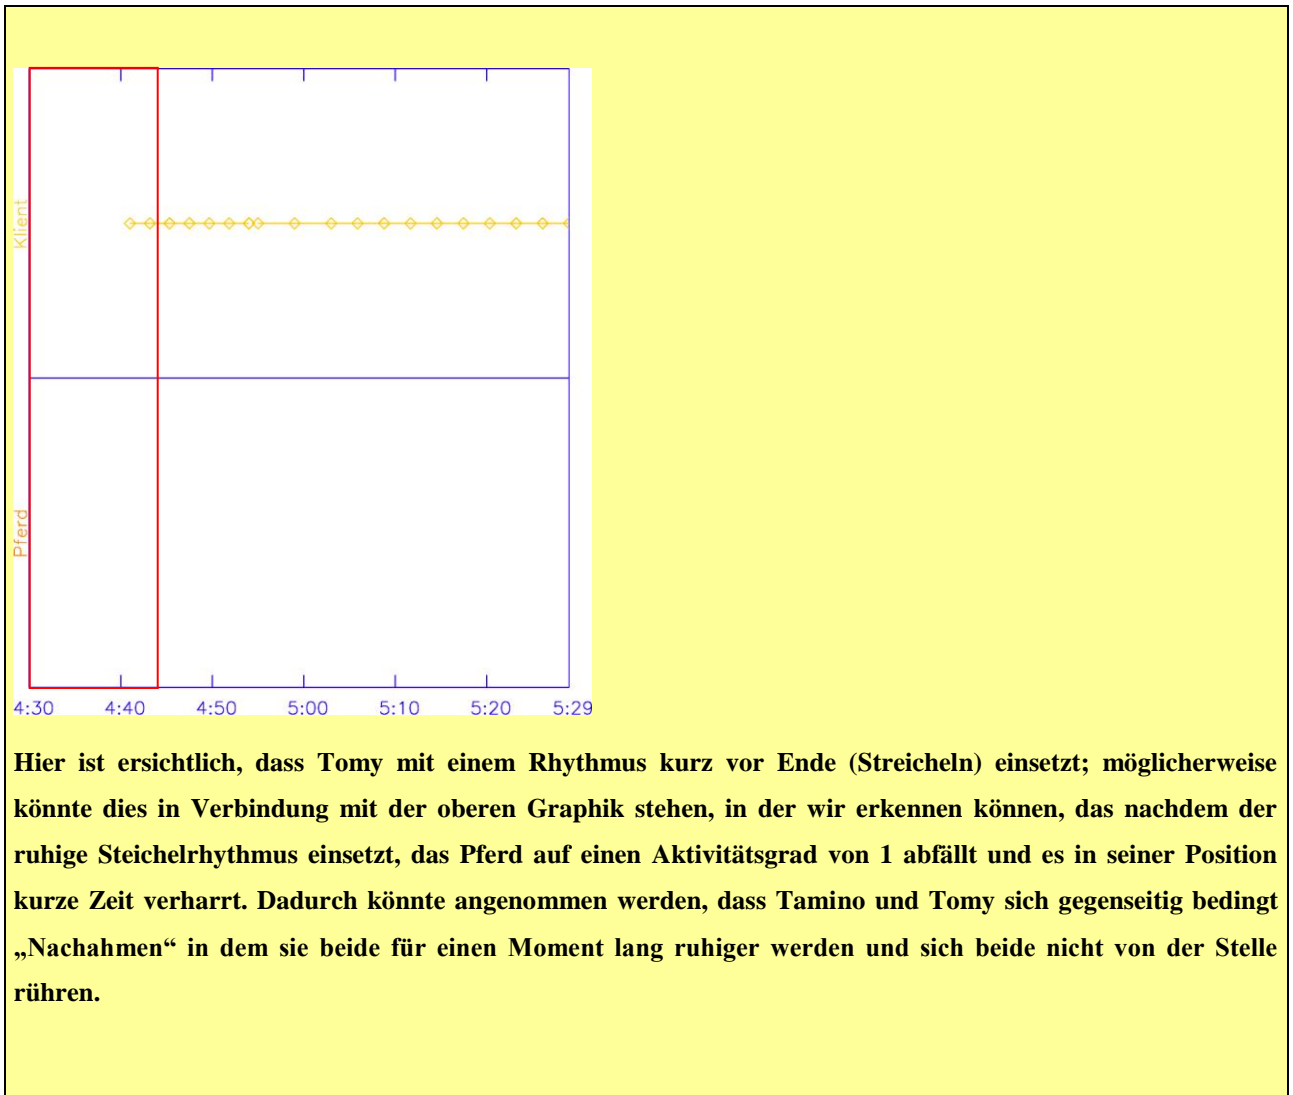 Klient
Pferd
4:30 4:40 4:50 5:00 5:10 5:20 5:29
Hier ist ersichtlich, dass Tomy mit einem Rhythmus kurz vor Ende (Streicheln) einsetzt; möglicherweise
könnte dies in Verbindung mit der oberen Graphik stehen, in der wir erkennen können, das nachdem der
ruhige Steichelrhythmus einsetzt, das Pferd auf einen Aktivitätsgrad von 1 abfällt und es in seiner Position
kurze Zeit verharrt. Dadurch könnte angenommen werden, dass Tamino und Tomy sich gegenseitig bedingt
„Nachahmen“ in dem sie beide für einen Moment lang ruhiger werden und sich beide nicht von der Stelle
rühren.